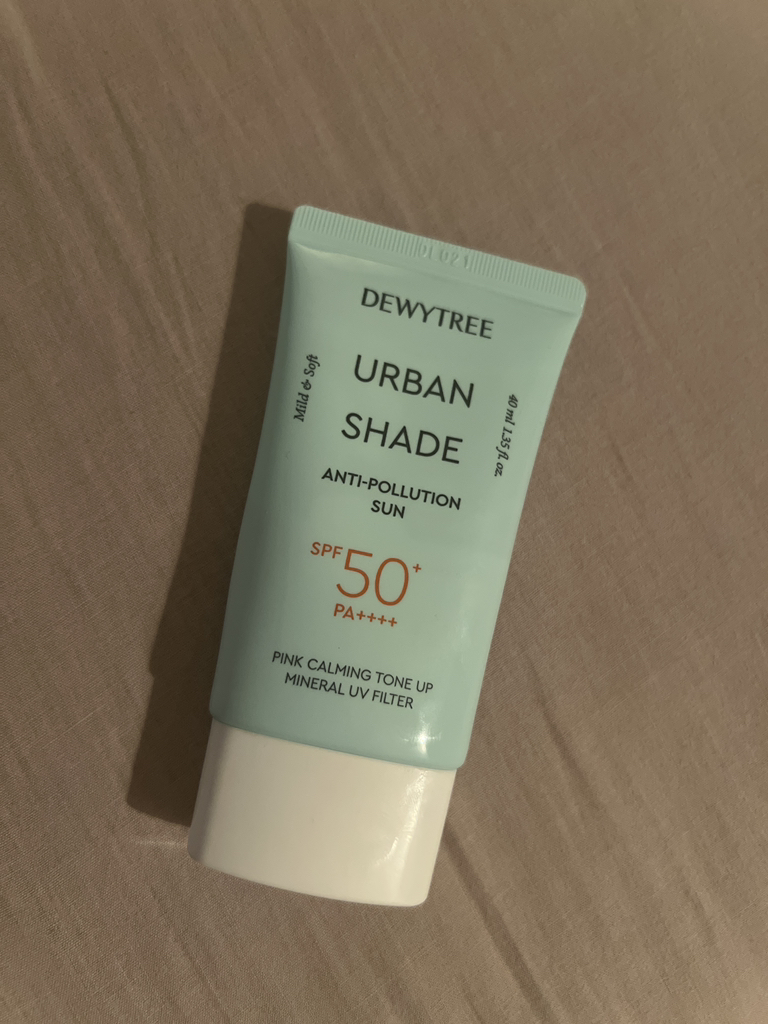 DEWYTREE
URBAN
SHADE
Mild & Soft
40 ml 1.35 fl. oz.
ANTI-POLLUTION
SUN
SPF 50+
PA++++
PINK CALMING TONE UP
MINERAL UV FILTER